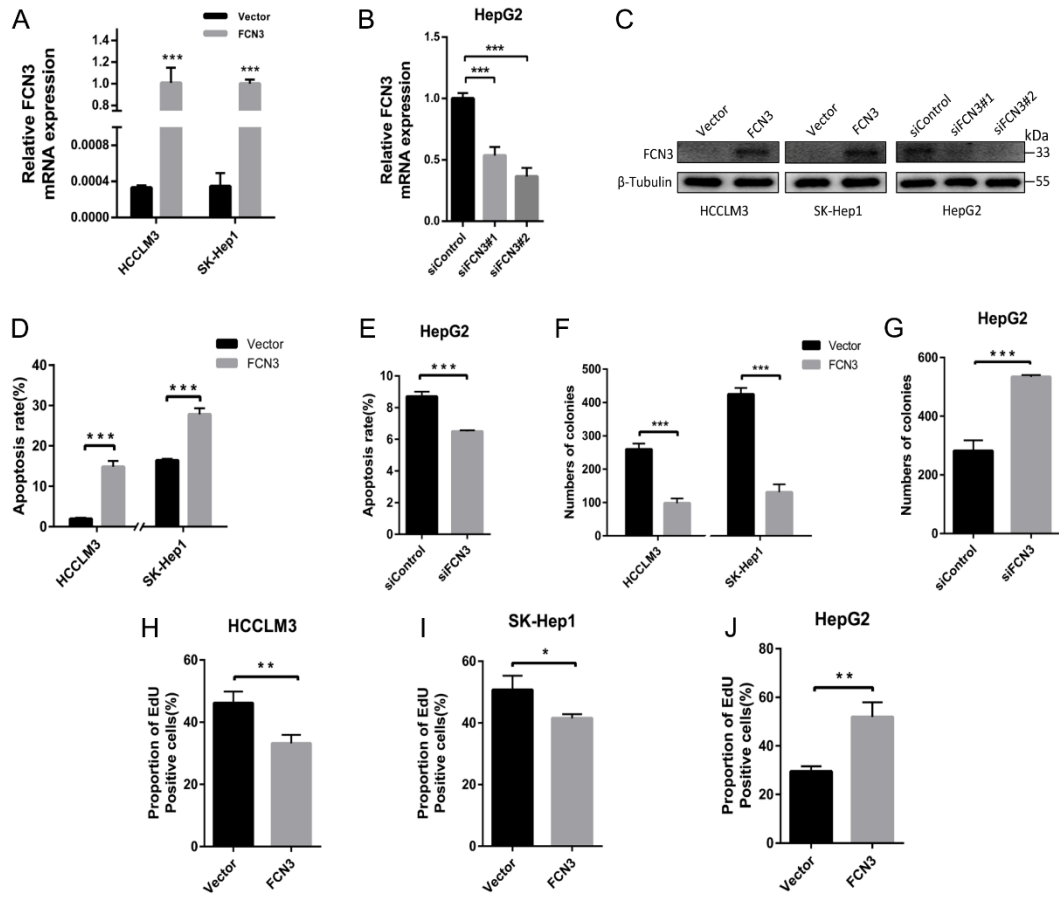 A
Vector
FCN3
Relative FCN3
mRNA expression
1.4
1.2
1.0
0.8
0.6
0.0008
0.0004
0.0000
***
***
HCCLM3
SK-Hep1
B
HepG2
Relative FCN3
mRNA expression
1.5
1.0
0.5
0.0
***
***
siControl
siFCN3#1
siFCN3#2
C
Vector
FCN3
Vector
FCN3
siControl
siFCN3#1
siFCN3#2
kDa
FCN3
33
β-Tubulin
55
HCCLM3
SK-Hep1
HepG2
D
Vector
FCN3
Apoptosis rate(%)
40
30
20
10
0
***
***
HCCLM3
SK-Hep1
E
HepG2
Apoptosis rate(%)
10
8
6
4
2
0
***
siControl
siFCN3
F
Vector
FCN3
Numbers of colonies
500
400
300
200
100
0
***
***
HCCLM3
SK-Hep1
G
HepG2
Numbers of colonies
600
400
200
0
***
siControl
siFCN3
H
HCCLM3
Proportion of EdU
Positive cells(%)
60
40
20
0
**
Vector
FCN3
I
SK-Hep1
Proportion of EdU
Positive cells(%)
60
40
20
0
*
Vector
FCN3
J
HepG2
Proportion of EdU
Positive cells(%)
80
60
40
20
0
**
Vector
FCN3